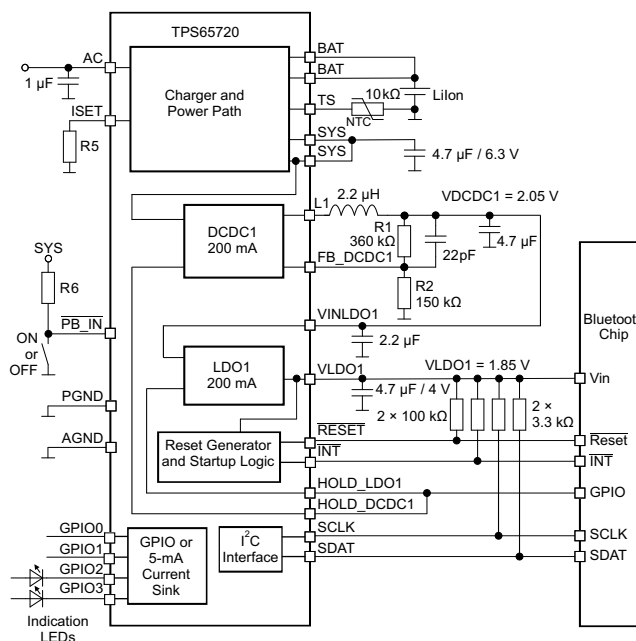 TPS65720
AC
1 µF
ISET
R5
Charger and
Power Path
BAT
BAT
TS
10 kΩ
NTC
LiIon
SYS
SYS
4.7 µF / 6.3 V
DCDC1
200 mA
L1
2.2 µH
VDCDC1 = 2.05 V
R1
360 kΩ
22pF
4.7 µF
FB_DCDC1
R2
150 kΩ
SYS
R6
PB_IN
ON
or
OFF
VINLDO1
2.2 µF
Bluetooth
Chip
LDO1
200 mA
VLDO1
VLDO1 = 1.85 V
Vin
4.7 µF / 4 V
2 × 100 kΩ
2 ×
3.3 kΩ
PGND
AGND
Reset Generator
and Startup Logic
RESET
INT
Reset
INT
HOLD_LDO1
HOLD_DCDC1
GPIO
GPIO0
GPIO1
GPIO2
GPIO3
GPIO or
5-mA
Current
Sink
I²C
Interface
SCLK
SDAT
SCLK
SDAT
Indication
LEDs